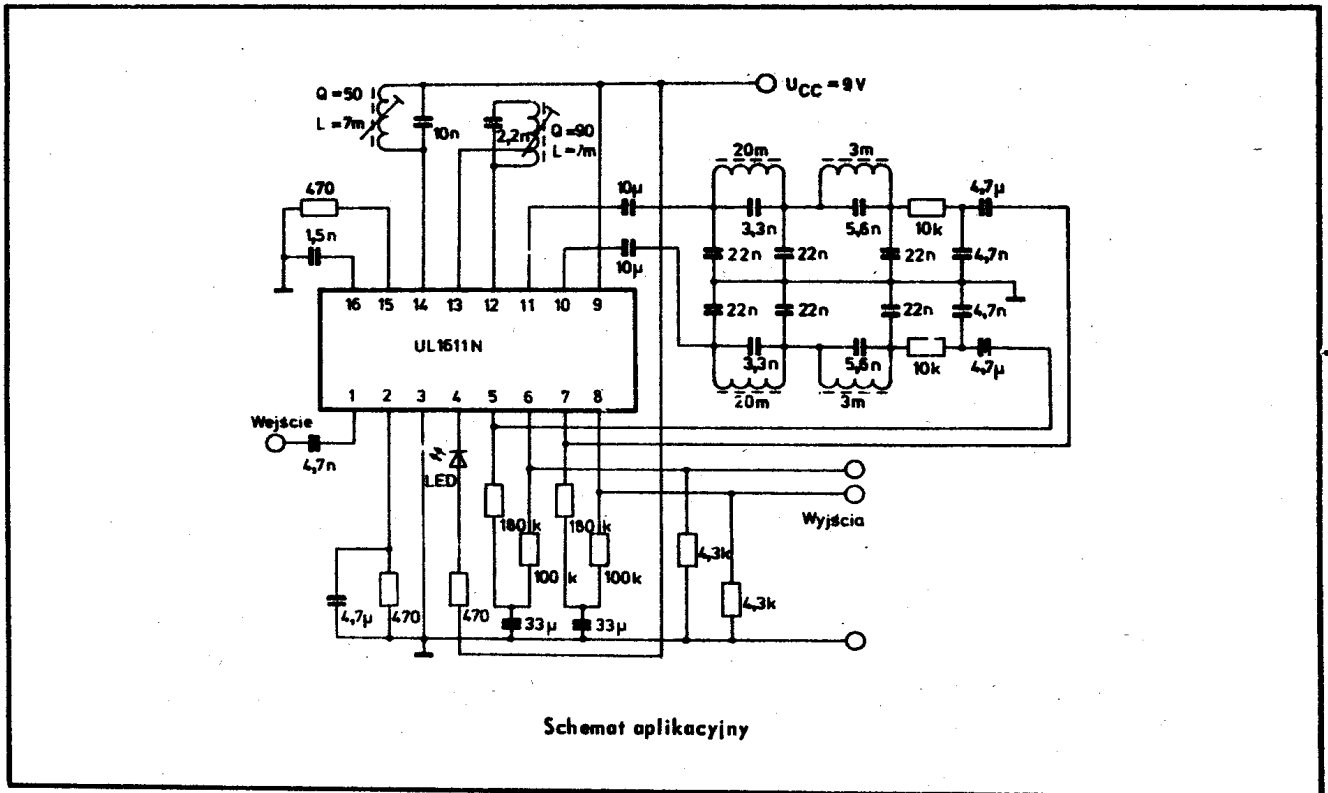 Q = 50
L = 7m
10n
2,2n
Q = 90
L = 7m
UCC = 9V
470
1,5n
10µ
10µ
20m
3m
3,3n
5,6n
10k
4,7µ
22n
22n
22n
4,7n
22n
22n
22n
4,7n
3,3n
5,6n
10k
4,7µ
20m
3m
16 15 14 13 12 11 10 9
UL1611N
1 2 3 4 5 6 7 8
Wejście
4,7n
LED
180k
100k
180k
100k
Wyjścia
4,3k
4,3k
4,7µ
470
470
33µ
33µ
Schemat aplikacyjny